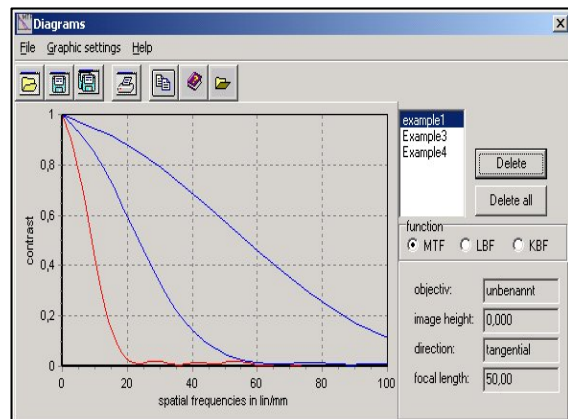 Diagrams
File Graphic settings Help
1
0,8
0,6
0,4
0,2
0
0 20 40 60 80 100
contrast
spatial frequencies in lin/mm
example1
Example3
Example4
Delete
Delete all
function
MTF LBF KBF
objectiv: unbenannt
image height: 0,000
direction: tangential
focal length: 50,00